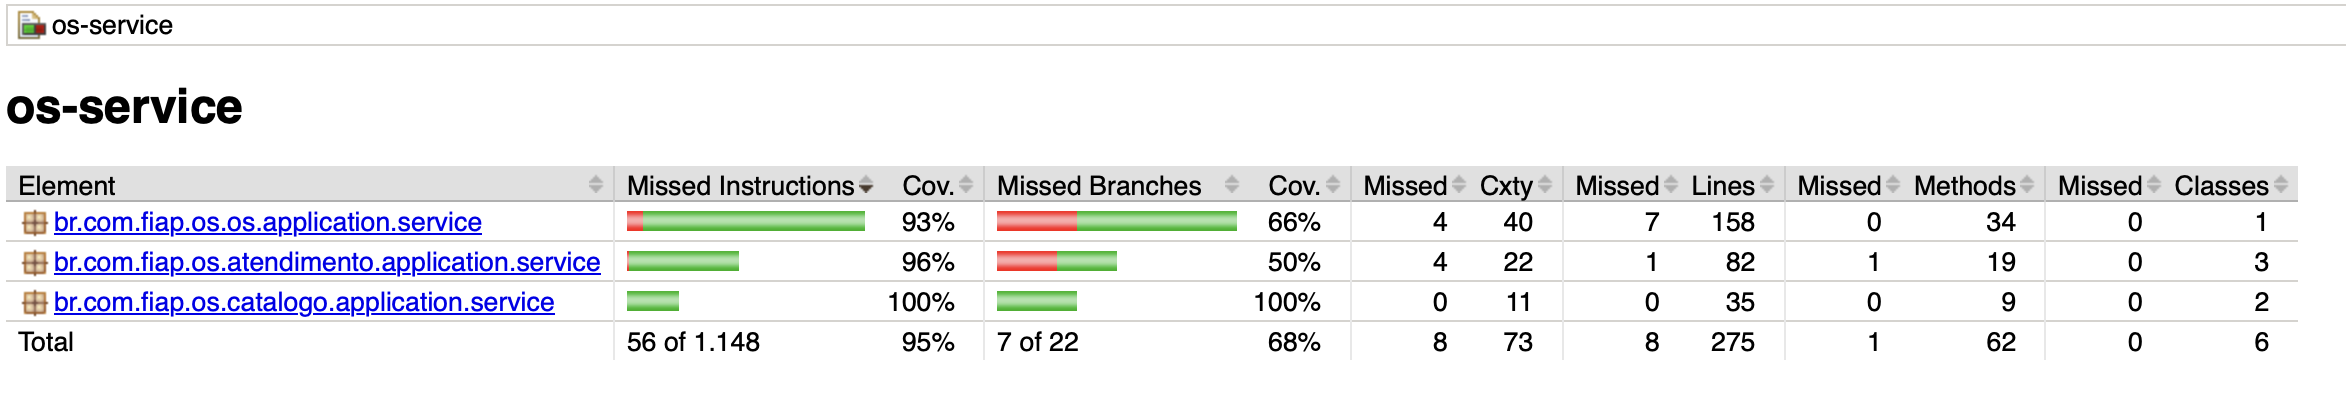 os-service
os-service
Element Missed Instructions Cov. Missed Branches Cov. Missed Cxty Missed Lines Missed Methods Missed Classes
br.com.fiap.os.os.application.service 93% 66% 4 40 7 158 0 34 0 1
br.com.fiap.os.atendimento.application.service 96% 50% 4 22 1 82 1 19 0 3
br.com.fiap.os.catalogo.application.service 100% 100% 0 11 0 35 0 9 0 2
Total 56 of 1.148 95% 7 of 22 68% 8 73 8 275 1 62 0 6